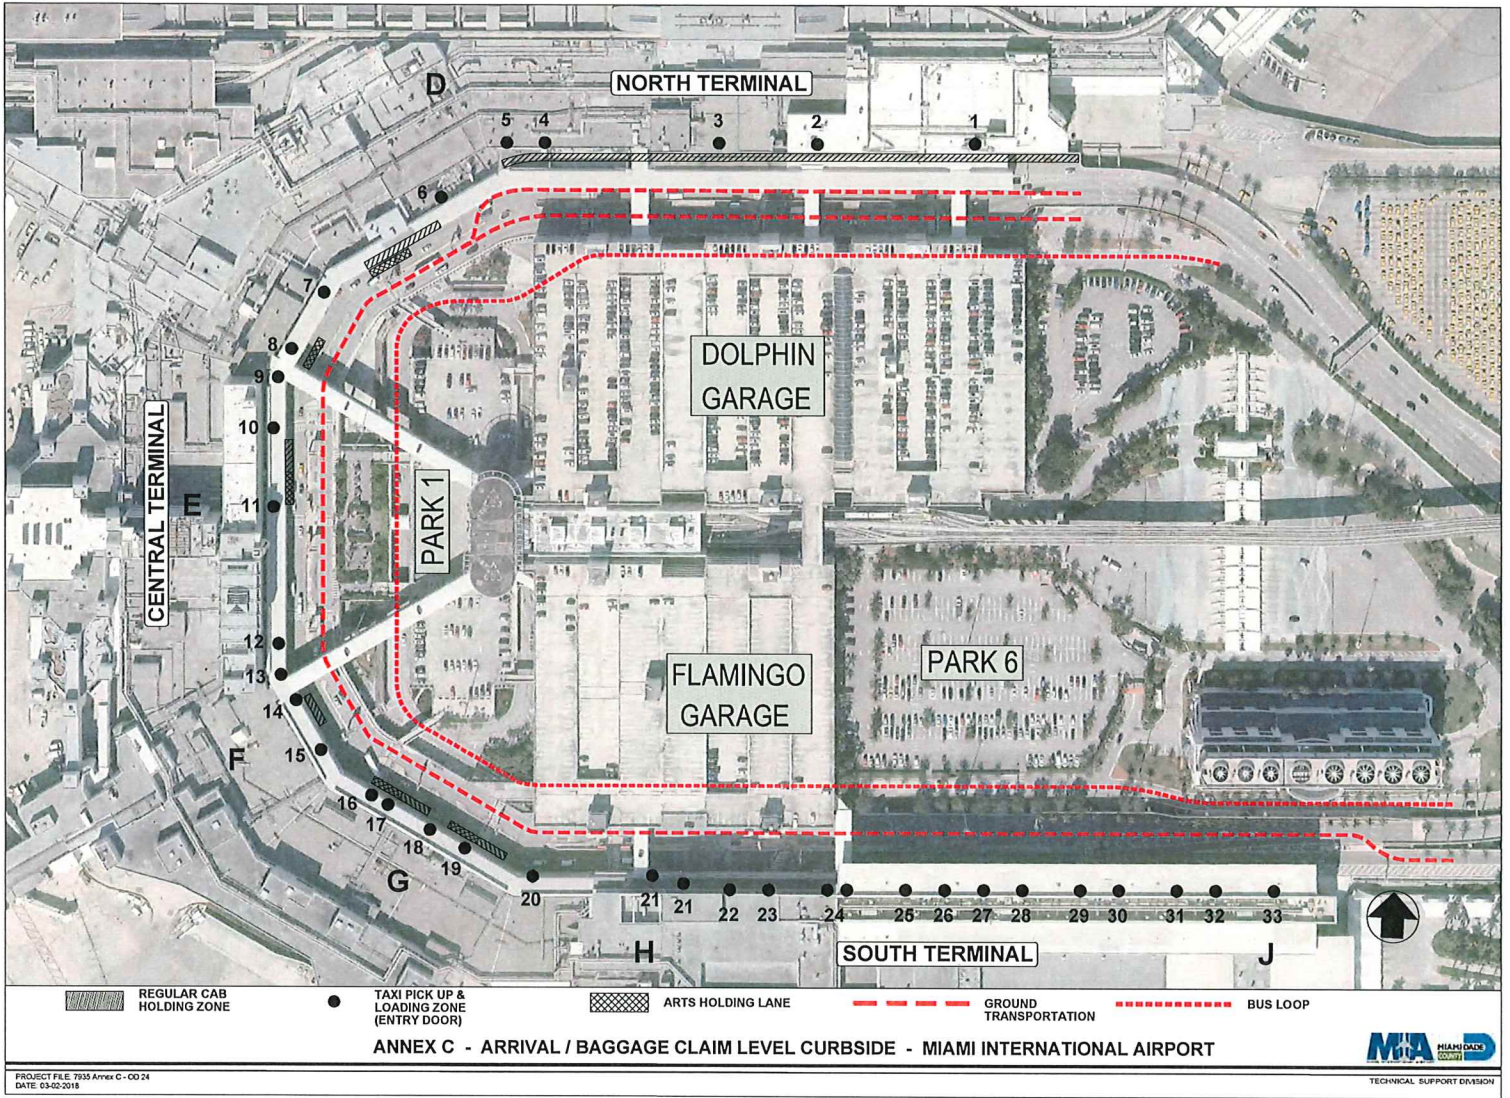 D
NORTH TERMINAL
5
4
3
2
1
6
7
8
9
10
11
12
13
14
15
16
17
18
19
20
21
21
22
23
24
25
26
27
28
29
30
31
32
33
DOLPHIN
GARAGE
CENTRAL TERMINAL
E
PARK 1
FLAMINGO
GARAGE
PARK 6
F
G
H
SOUTH TERMINAL
J
REGULAR CAB
HOLDING ZONE
TAXI PICK UP &
LOADING ZONE
(ENTRY DOOR)
ARTS HOLDING LANE
GROUND
TRANSPORTATION
BUS LOOP
ANNEX C - ARRIVAL / BAGGAGE CLAIM LEVEL CURBSIDE - MIAMI INTERNATIONAL AIRPORT
MIA
MIAMI-DADE
COUNTY
PROJECT FILE. 7935 Annex C - OD 24
DATE: 03-02-2018
TECHNICAL SUPPORT DIVISION